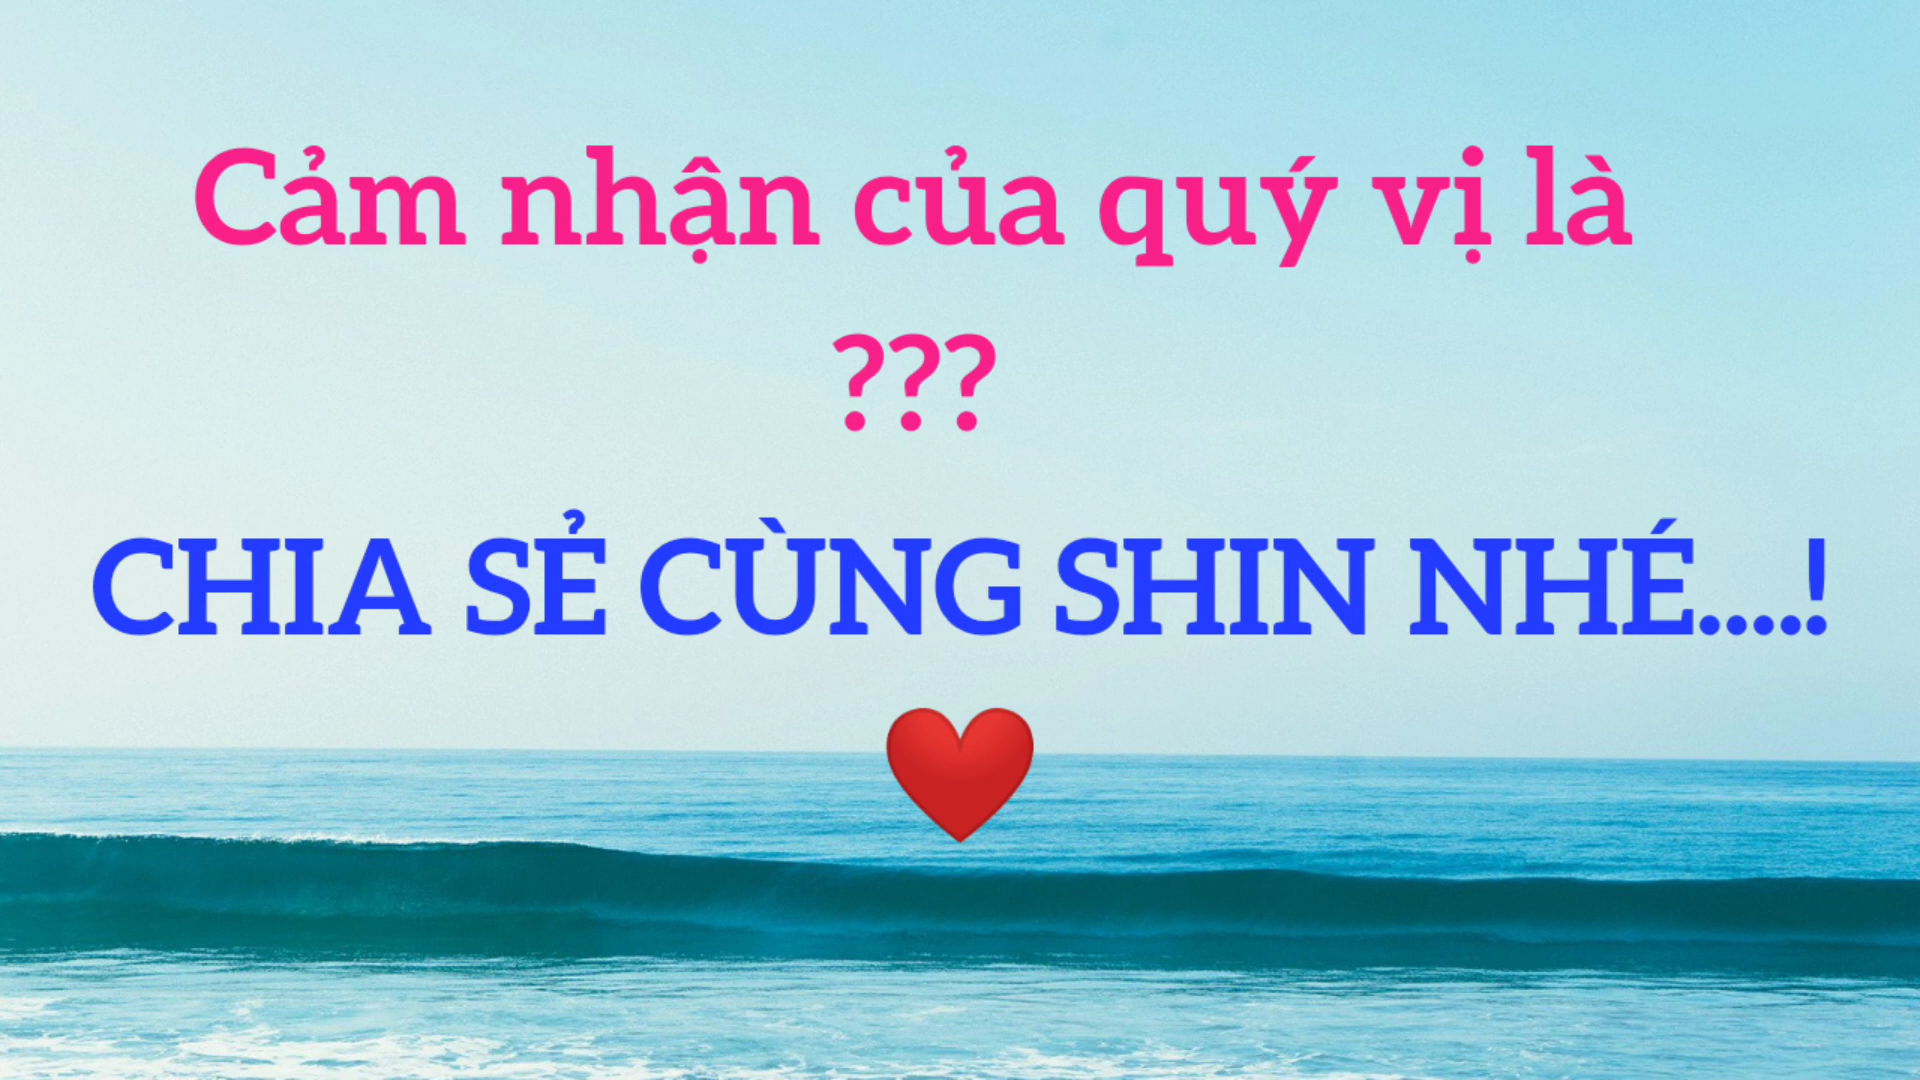 Cảm nhận của quý vị là
???
CHIA SẺ CÙNG SHIN NHÉ....!
❤️